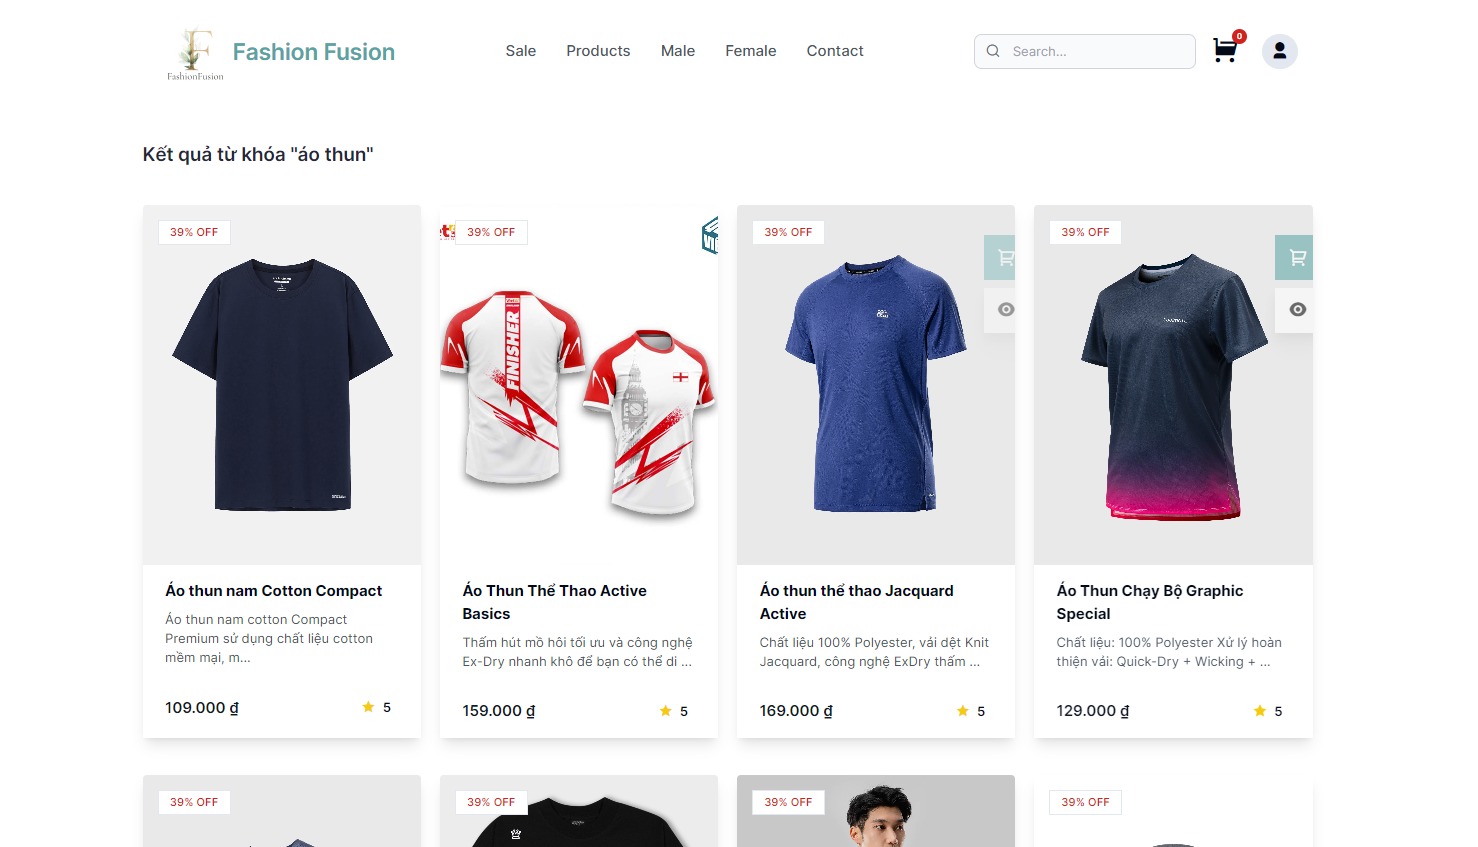 FashionFusion
Fashion Fusion
Sale
Products
Male
Female
Contact
Search...
0
Kết quả từ khóa "áo thun"
39% OFF
39% OFF
39% OFF
39% OFF
FINISHER
Áo thun nam Cotton Compact
Áo thun nam cotton Compact
Premium sử dụng chất liệu cotton
mềm mại, m...
109.000 ₫
5
Áo Thun Thể Thao Active
Basics
Thấm hút mồ hôi tối ưu và công nghệ
Ex-Dry nhanh khô để bạn có thể di ...
159.000 ₫
5
Áo thun thể thao Jacquard
Active
Chất liệu 100% Polyester, vải dệt Knit
Jacquard, công nghệ ExDry thấm ...
169.000 ₫
5
Áo Thun Chạy Bộ Graphic
Special
Chất liệu: 100% Polyester Xử lý hoàn
thiện vải: Quick-Dry + Wicking + ...
129.000 ₫
5
39% OFF
39% OFF
39% OFF
39% OFF